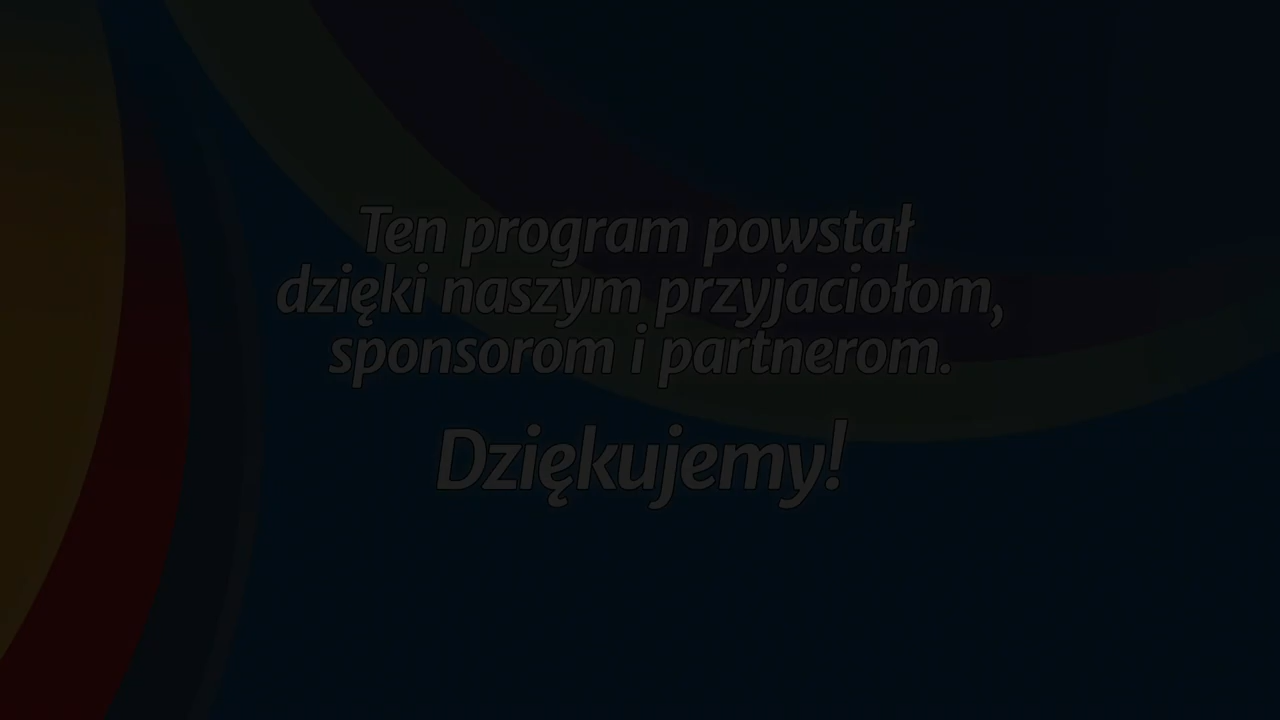 Ten program powstał
dzięki naszym przyjaciołom,
sponsorom i partnerom.
Dziękujemy!